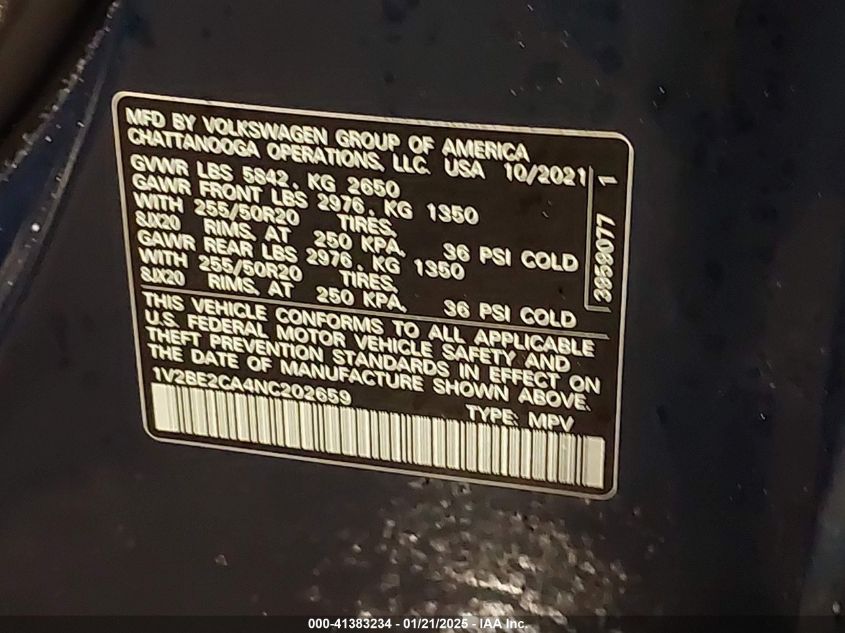 MFD BY VOLKSWAGEN GROUP OF AMERICA
CHATTANOOGA OPERATIONS, LLC. USA 10/2021
GVWR LBS 5842, KG 2650
GAWR FRONT LBS 2976, KG 1350
WITH 255/50R20 TIRES,
8JX20 RIMS, AT 250 KPA, 36 PSI COLD
GAWR REAR LBS 2976, KG 1350
WITH 255/50R20 TIRES,
8JX20 RIMS, AT 250 KPA, 36 PSI COLD
3959077 1
THIS VEHICLE CONFORMS TO ALL APPLICABLE
U.S. FEDERAL MOTOR VEHICLE SAFETY AND
THEFT PREVENTION STANDARDS IN EFFECT ON
THE DATE OF MANUFACTURE SHOWN ABOVE.
1V2BE2CA4NC202659 TYPE: MPV
000-41383234 - 01/21/2025 - IAA Inc.